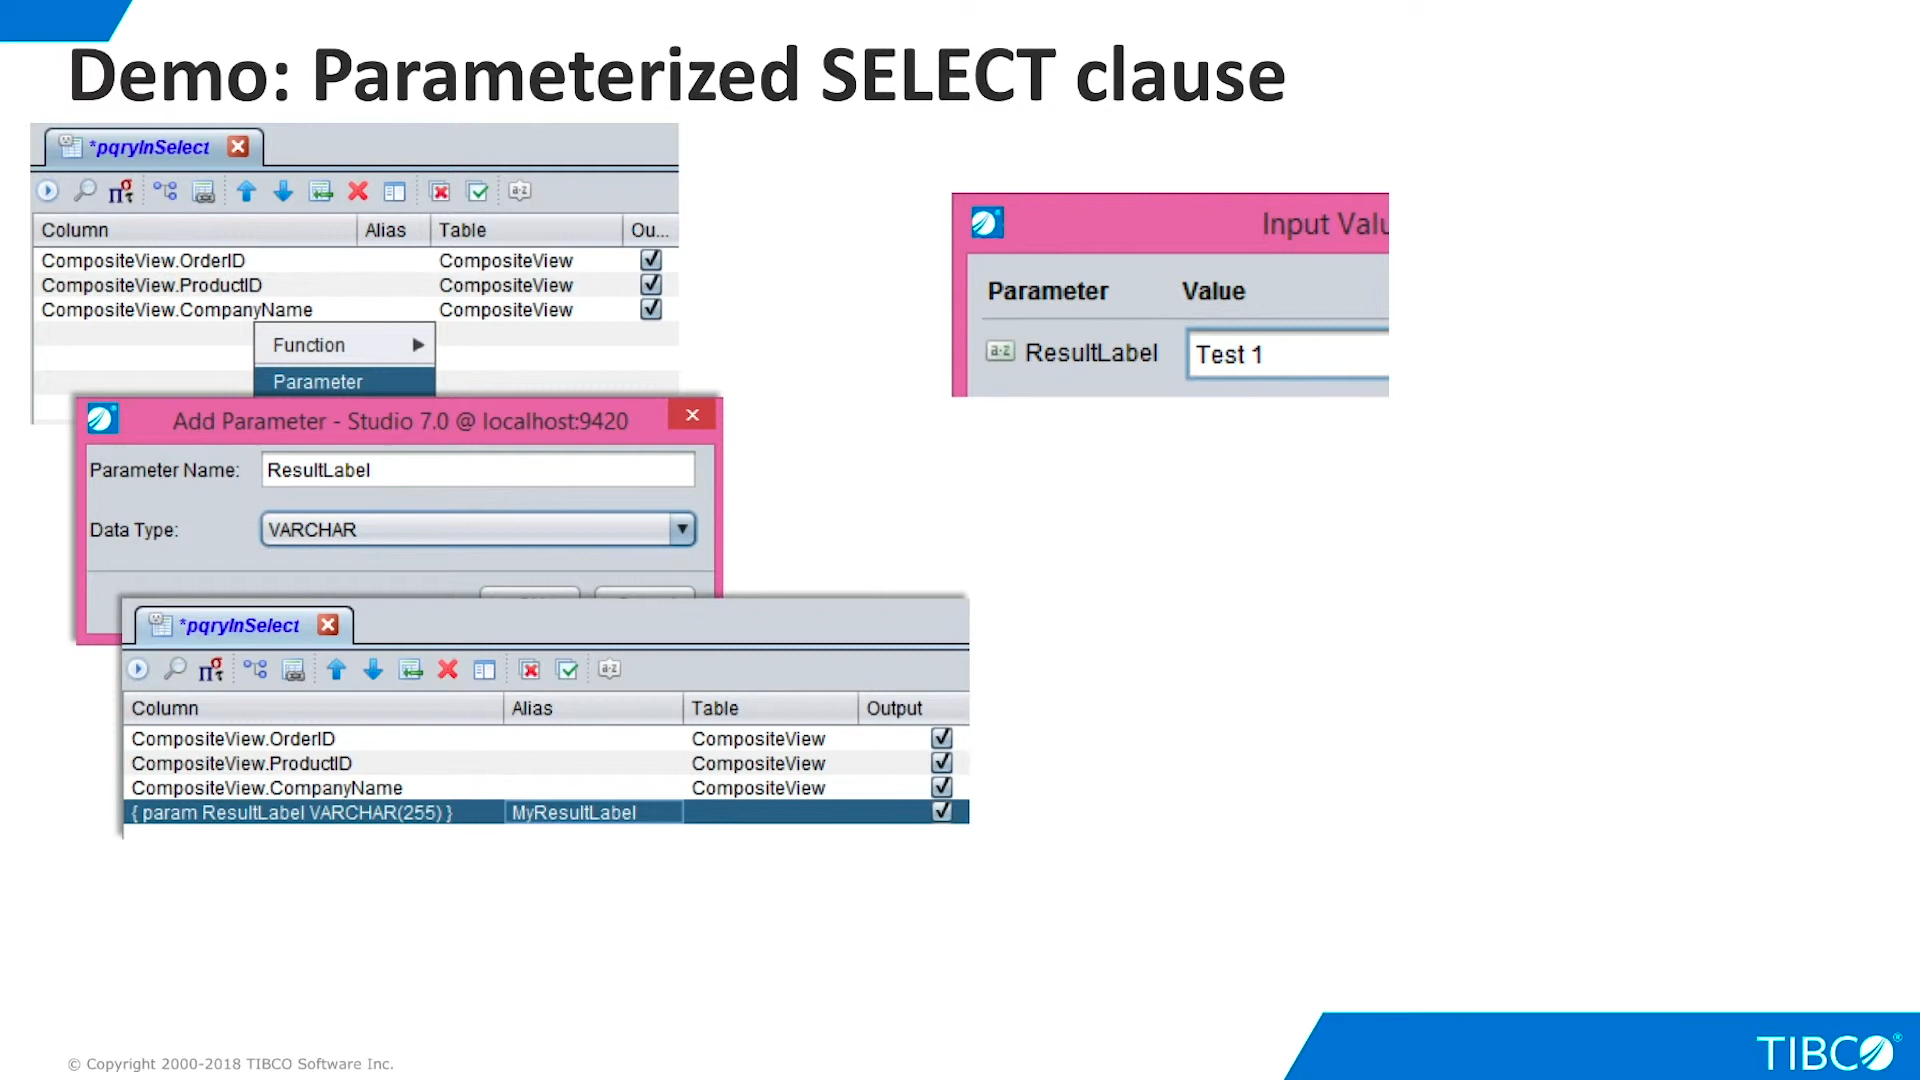 Demo: Parameterized SELECT clause
*pqryInSelect
Column Alias Table Ou...
CompositeView.OrderID CompositeView
CompositeView.ProductID CompositeView
CompositeView.CompanyName CompositeView
Function
Parameter
Add Parameter - Studio 7.0 @ localhost:9420
Parameter Name: ResultLabel
Data Type: VARCHAR
*pqryInSelect
a-z
Column Alias Table Output
CompositeView.OrderID CompositeView
CompositeView.ProductID CompositeView
CompositeView.CompanyName CompositeView
{ param ResultLabel VARCHAR(255) } MyResultLabel
Input Valu
Parameter Value
a-z ResultLabel Test 1
© Copyright 2000-2018 TIBCO Software Inc.
TIBCO®